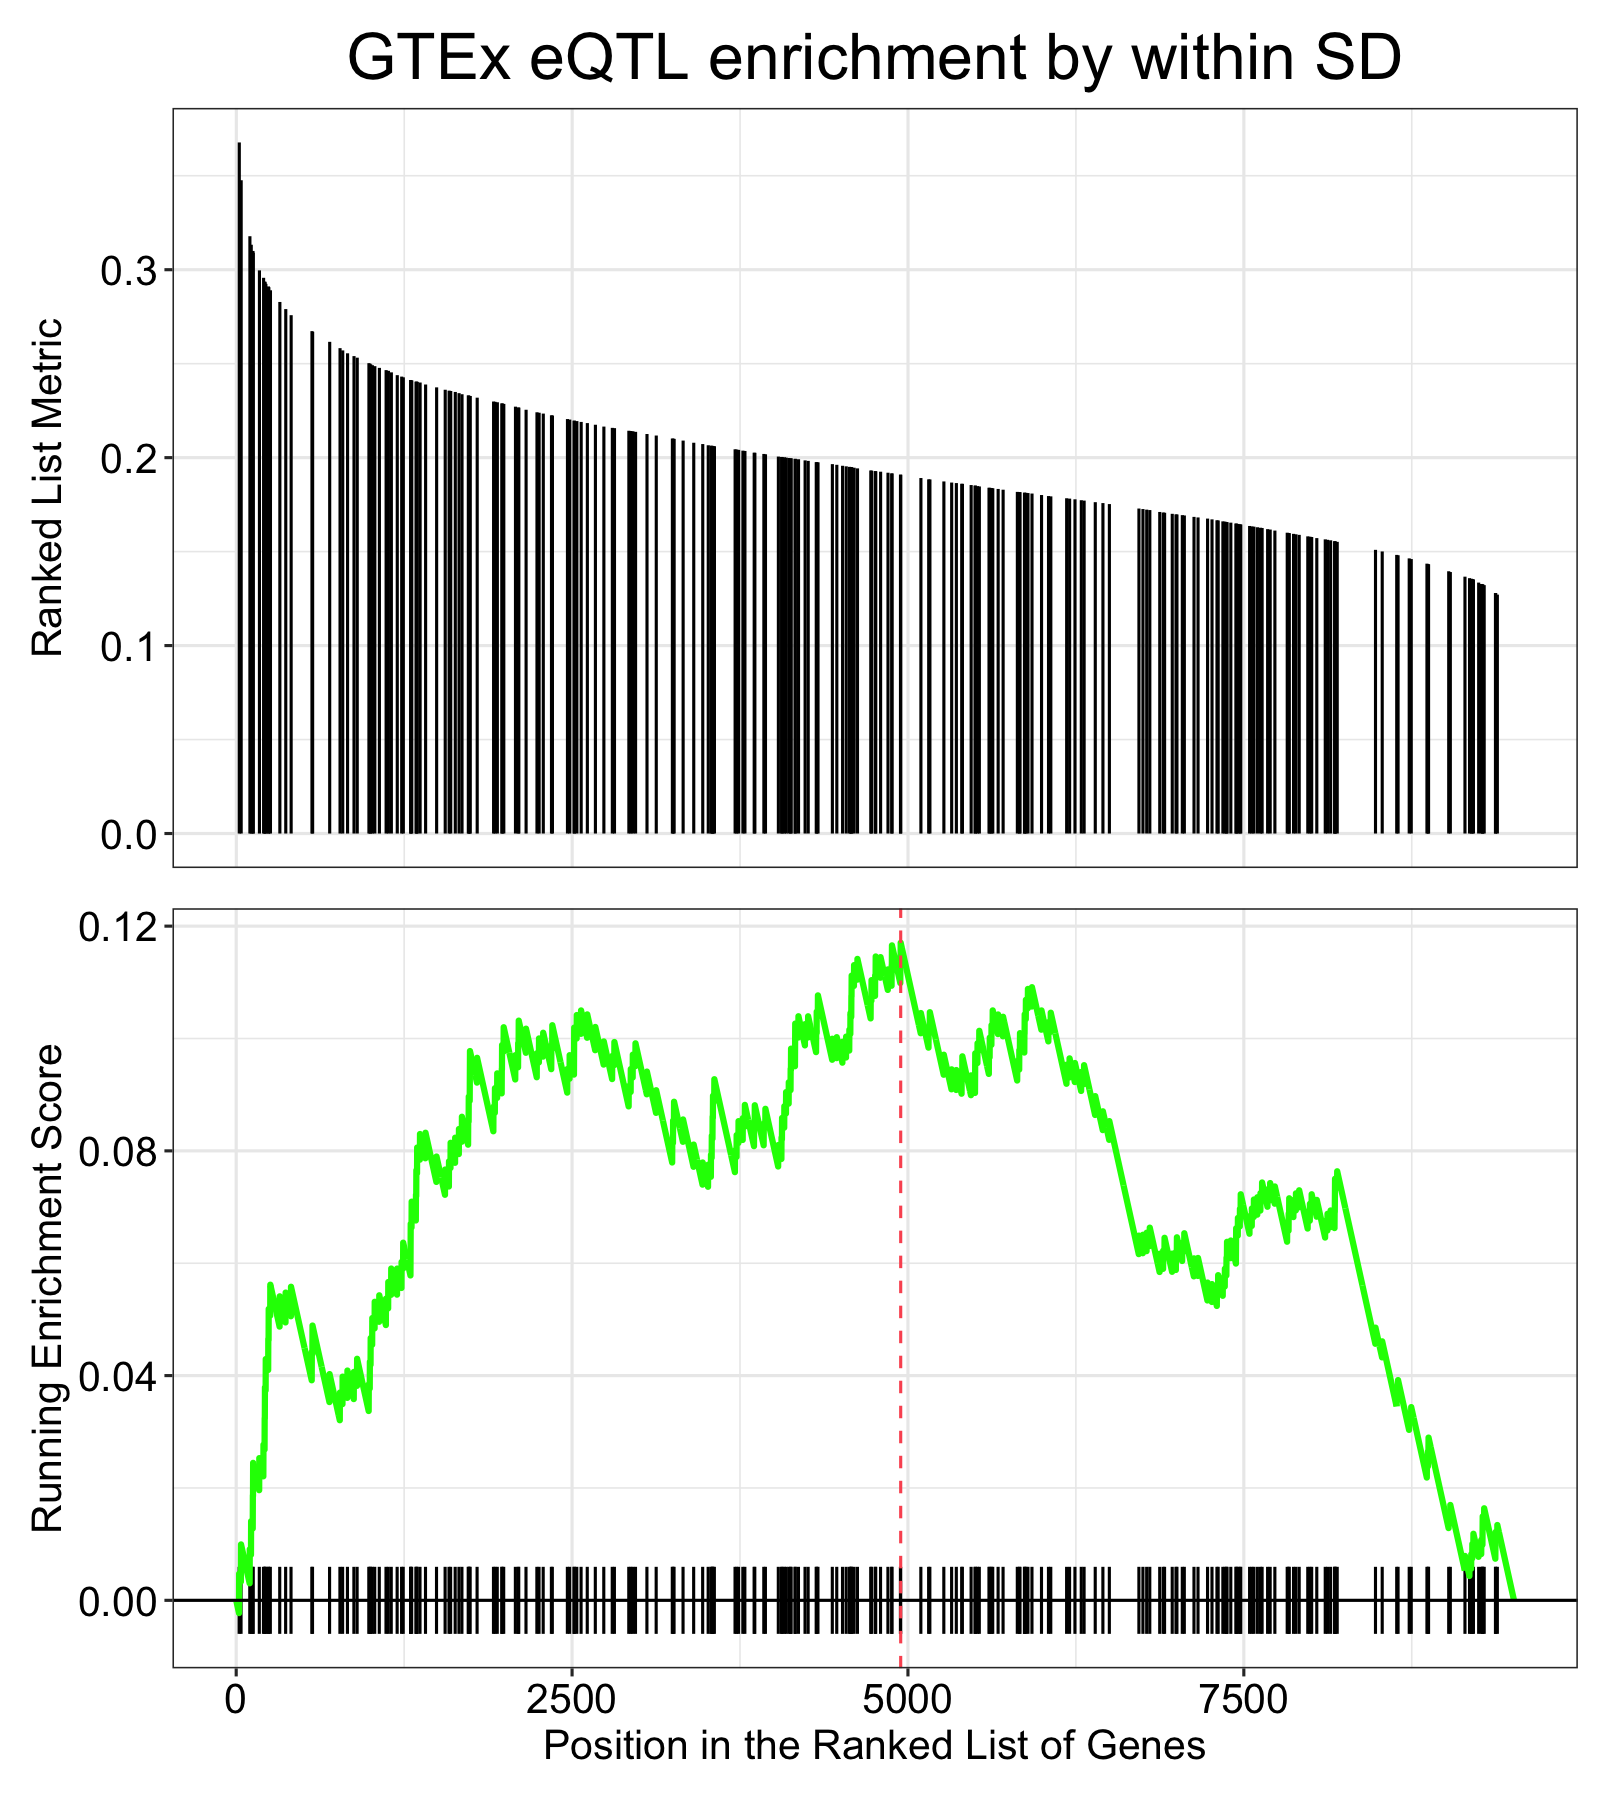 GTEx eQTL enrichment by within SD
Ranked List Metric
0.3
0.2
0.1
0.0
Running Enrichment Score
0.12
0.08
0.04
0.00
0 2500 5000 7500
Position in the Ranked List of Genes